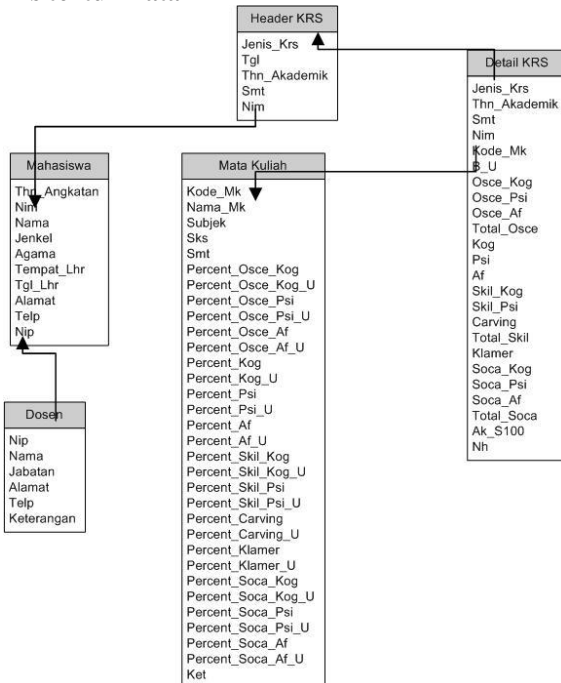 Header KRS
Jenis_Krs
Tgl
Thn_Akademik
Smt
Nim
Detail KRS
Jenis_Krs
Thn_Akademik
Smt
Nim
Kode_Mk
B_U
Osce_Kog
Osce_Psi
Osce_Af
Total_Osce
Kog
Psi
Af
Skil_Kog
Skil_Psi
Carving
Total_Skil
Klamer
Soca_Kog
Soca_Psi
Soca_Af
Total_Soca
Ak_S100
Nh
Mahasiswa
Thn_Angkatan
Nim
Nama
Jenkel
Agama
Tempat_Lhr
Tgl_Lhr
Alamat
Telp
Nip
Mata Kuliah
Kode_Mk
Nama_Mk
Subjek
Sks
Smt
Percent_Osce_Kog
Percent_Osce_Kog_U
Percent_Osce_Psi
Percent_Osce_Psi_U
Percent_Osce_Af
Percent_Osce_Af_U
Percent_Kog
Percent_Kog_U
Percent_Psi
Percent_Psi_U
Percent_Af
Percent_Af_U
Percent_Skil_Kog
Percent_Skil_Kog_U
Percent_Skil_Psi
Percent_Skil_Psi_U
Percent_Carving
Percent_Carving_U
Percent_Klamer
Percent_Klamer_U
Percent_Soca_Kog
Percent_Soca_Kog_U
Percent_Soca_Psi
Percent_Soca_Psi_U
Percent_Soca_Af
Percent_Soca_Af_U
Ket
Dosen
Nip
Nama
Jabatan
Alamat
Telp
Keterangan